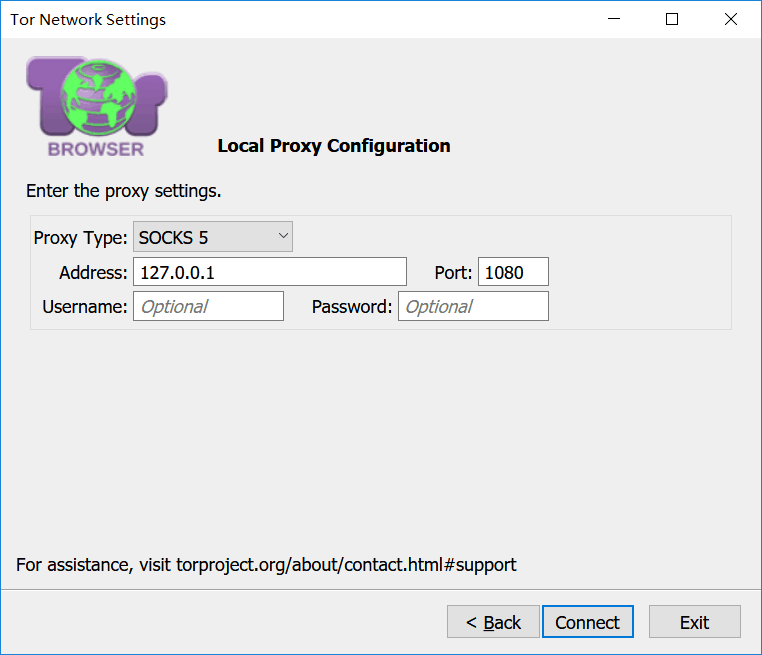 Tor Network Settings
Tor
BROWSER
Local Proxy Configuration
Enter the proxy settings.
Proxy Type: SOCKS 5
Address: 127.0.0.1 Port: 1080
Username: Optional Password: Optional
For assistance, visit torproject.org/about/contact.html#support
< Back Connect Exit